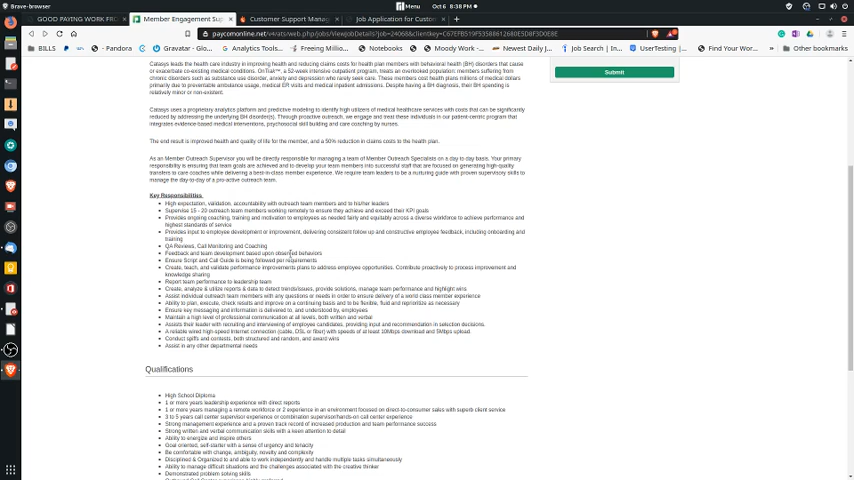 Brave-browser
Menu
Oct 6 8:38 PM
GOOD PAYING WORK FRO
Member Engagement Sup
Customer Support Mana
Job Application for Custom
paycomonline.net/v4/ats/web.php/jobs/ViewJobDetails?job=24068&clientkey=C67EFB519F53588612680E5D8F3D0E8E
BILLS
- Pandora
Gravatar - Glo...
Analytics Tools...
Freeing Millio...
Notebooks
Moody Work -...
Newest Daily J...
Job Search | In...
UserTesting |...
Find Your Wor...
Other bookmarks
Catasys leads the health care industry in improving health and reducing claims costs for health plan members with behavioral health (BH) disorders that cause
or exacerbate co-existing medical conditions. OnTrak™, a 52-week intensive outpatient program, treats an overlooked population: members suffering from
chronic disorders such as substance use disorder, anxiety and depression who rarely seek care. These members cost health plans millions of medical dollars
primarily due to preventable ambulance usage, medical ER visits and medical inpatient admissions. Despite having a BH diagnosis, their BH spending is
relatively minor or non-existent.
Catasys uses a proprietary analytics platform and predictive modeling to identify high utilizers of medical healthcare services with costs that can be significantly
reduced by addressing the underlying BH disorder(s). Through proactive outreach, we engage and treat these individuals in our patient-centric program that
integrates evidence-based medical interventions, psychosocial skill building and care coaching by nurses.
The end result is improved health and quality of life for the member, and a 50% reduction in claims costs to the health plan.
As an Member Outreach Supervisor you will be directly responsible for managing a team of Member Outreach Specialists on a day to day basis. Your primary
responsibility is ensuring that team goals are achieved and to develop your team members into successful staff that are focused on generating high-quality
transfers to care coaches while delivering a best-in-class member experience. We require team leaders to be a nurturing guide with proven supervisory skills to
manage the day-to-day of a pro-active outreach team.
Key Responsibilities
High expectation, validation, accountability with outreach team members and to his/her leaders
Supervise 15 - 20 outreach team members working remotely to ensure they achieve and exceed their KPI goals
Provides ongoing coaching, training and motivation to employees as needed fairly and equitably across a diverse workforce to achieve performance and
highest standards of service
Provides input to employee development or improvement, delivering consistent follow up and constructive employee feedback, including onboarding and
training
QA Reviews, Call Monitoring and Coaching
Feedback and team development based upon observed behaviors
Ensure Script and Call Guide is being followed per requirements
Create, teach, and validate performance improvements plans to address employee opportunities. Contribute proactively to process improvement and
knowledge sharing
Report team performance to leadership team
Create, analyze & utilize reports & data to detect trends/issues, provide solutions, manage team performance and highlight wins
Assist individual outreach team members with any questions or needs in order to ensure delivery of a world class member experience
Ability to plan, execute, check results and improve on a continuing basis and to be flexible, fluid and reprioritize as necessary
Ensure key messaging and information is delivered to, and understood by, employees
Maintain a high level of professional communication at all levels, both written and verbal
Assists their leader with recruiting and interviewing of employee candidates, providing input and recommendation in selection decisions.
A reliable wired high-speed Internet connection (cable, DSL or fiber) with speeds of at least 10Mbps download and 5Mbps upload.
Conduct spiffs and contests, both structured and random, and award wins
Assist in any other departmental needs
Qualifications
High School Diploma
1 or more years leadership experience with direct reports
1 or more years managing a remote workforce or 2 experience in an environment focused on direct-to-consumer sales with superb client service
3 to 5 years call center supervisor experience or combination supervisor/hands-on call center experience
Strong management experience and a proven track record of increased production and team performance success
Strong written and verbal communication skills with a keen attention to detail
Ability to energize and inspire others
Goal oriented, self-starter with a sense of urgency and tenacity
Be comfortable with change, ambiguity, novelty and complexity
Disciplined & Organized to and able to work independently and handle multiple tasks simultaneously
Ability to manage difficult situations and the challenges associated with the creative thinker
Demonstrated problem solving skills
Submit